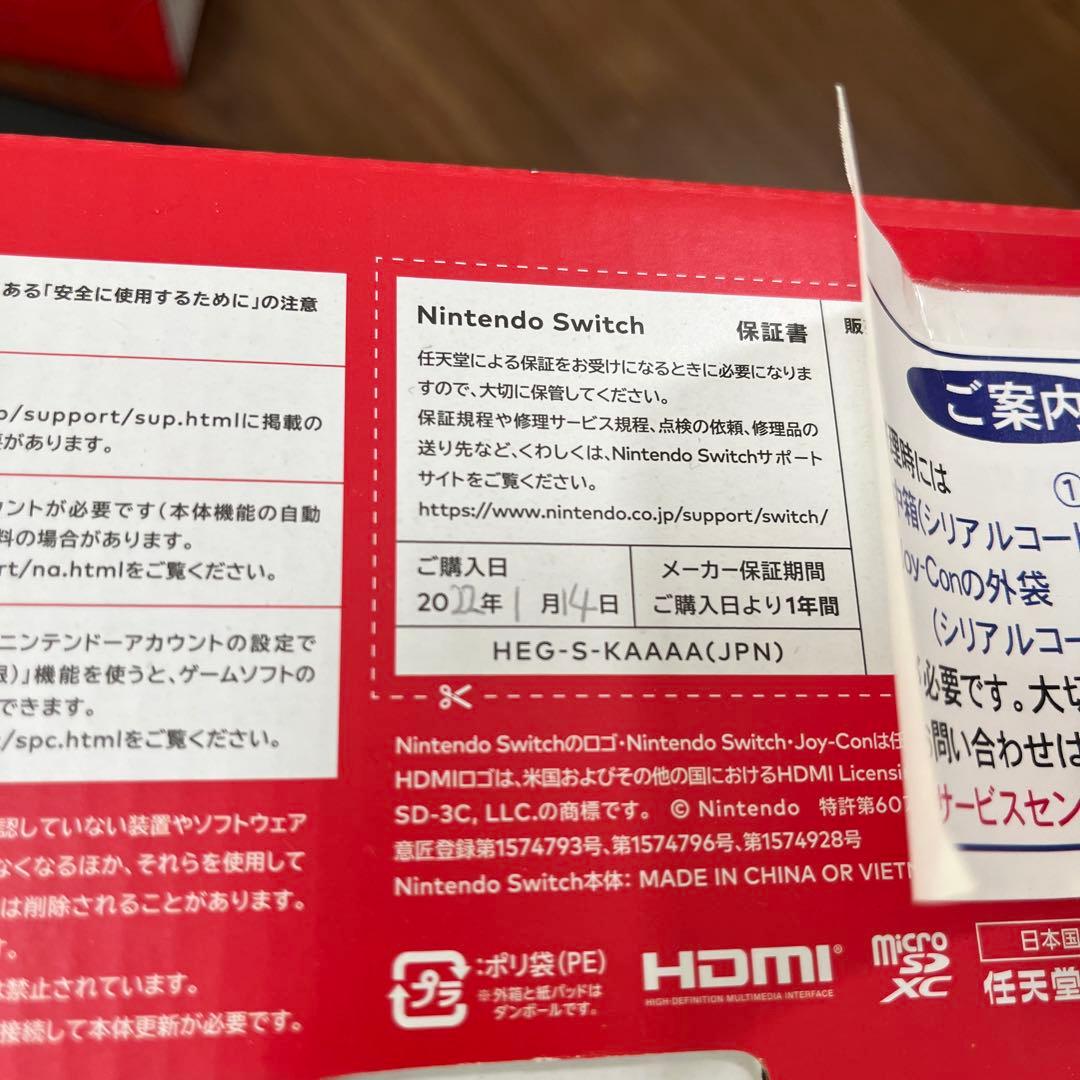 ある「安全に使用するために」の注意
o/support/sup.htmlに掲載の
があります。
ウントが必要です(本体機能の自動
料の場合があります。
rt/na.htmlをご覧ください。
ニンテンドーアカウントの設定で
限)」機能を使うと、ゲームソフトの
できます。
/spc.htmlをご覧ください。
認していない装置やソフトウェア
なくなるほか、それらを使用して
は削除されることがあります。
す。
は禁止されています。
接続して本体更新が必要です。
Nintendo Switch 保証書
任天堂による保証をお受けになるときに必要になりま
すので、大切に保管してください。
保証規程や修理サービス規程、点検の依頼、修理品の
送り先など、くわしくは、Nintendo Switchサポート
サイトをご覧ください。
https://www.nintendo.co.jp/support/switch/
ご購入日
2022年1月14日
メーカー保証期間
ご購入日より1年間
HEG-S-KAAAA(JPN)
販
Nintendo Switchのロゴ・Nintendo Switch・Joy-Conは任
HDMIロゴは、米国およびその他の国におけるHDMI Licensi
SD-3C, LLC.の商標です。 © Nintendo 特許第607
意匠登録第1574793号、第1574796号、第1574928号
Nintendo Switch本体: MADE IN CHINA OR VIETN
プラ
:ポリ袋(PE)
※外箱と紙パッドは
ダンボールです。
HDMI®
HIGH-DEFINITION MULTIMEDIA INTERFACE
microSD XC
日本国
任天堂
ご案内
理時には
①
箱(シリアルコード
oy-Conの外袋
(シリアルコー
必要です。大切
問い合わせは
サービスセン